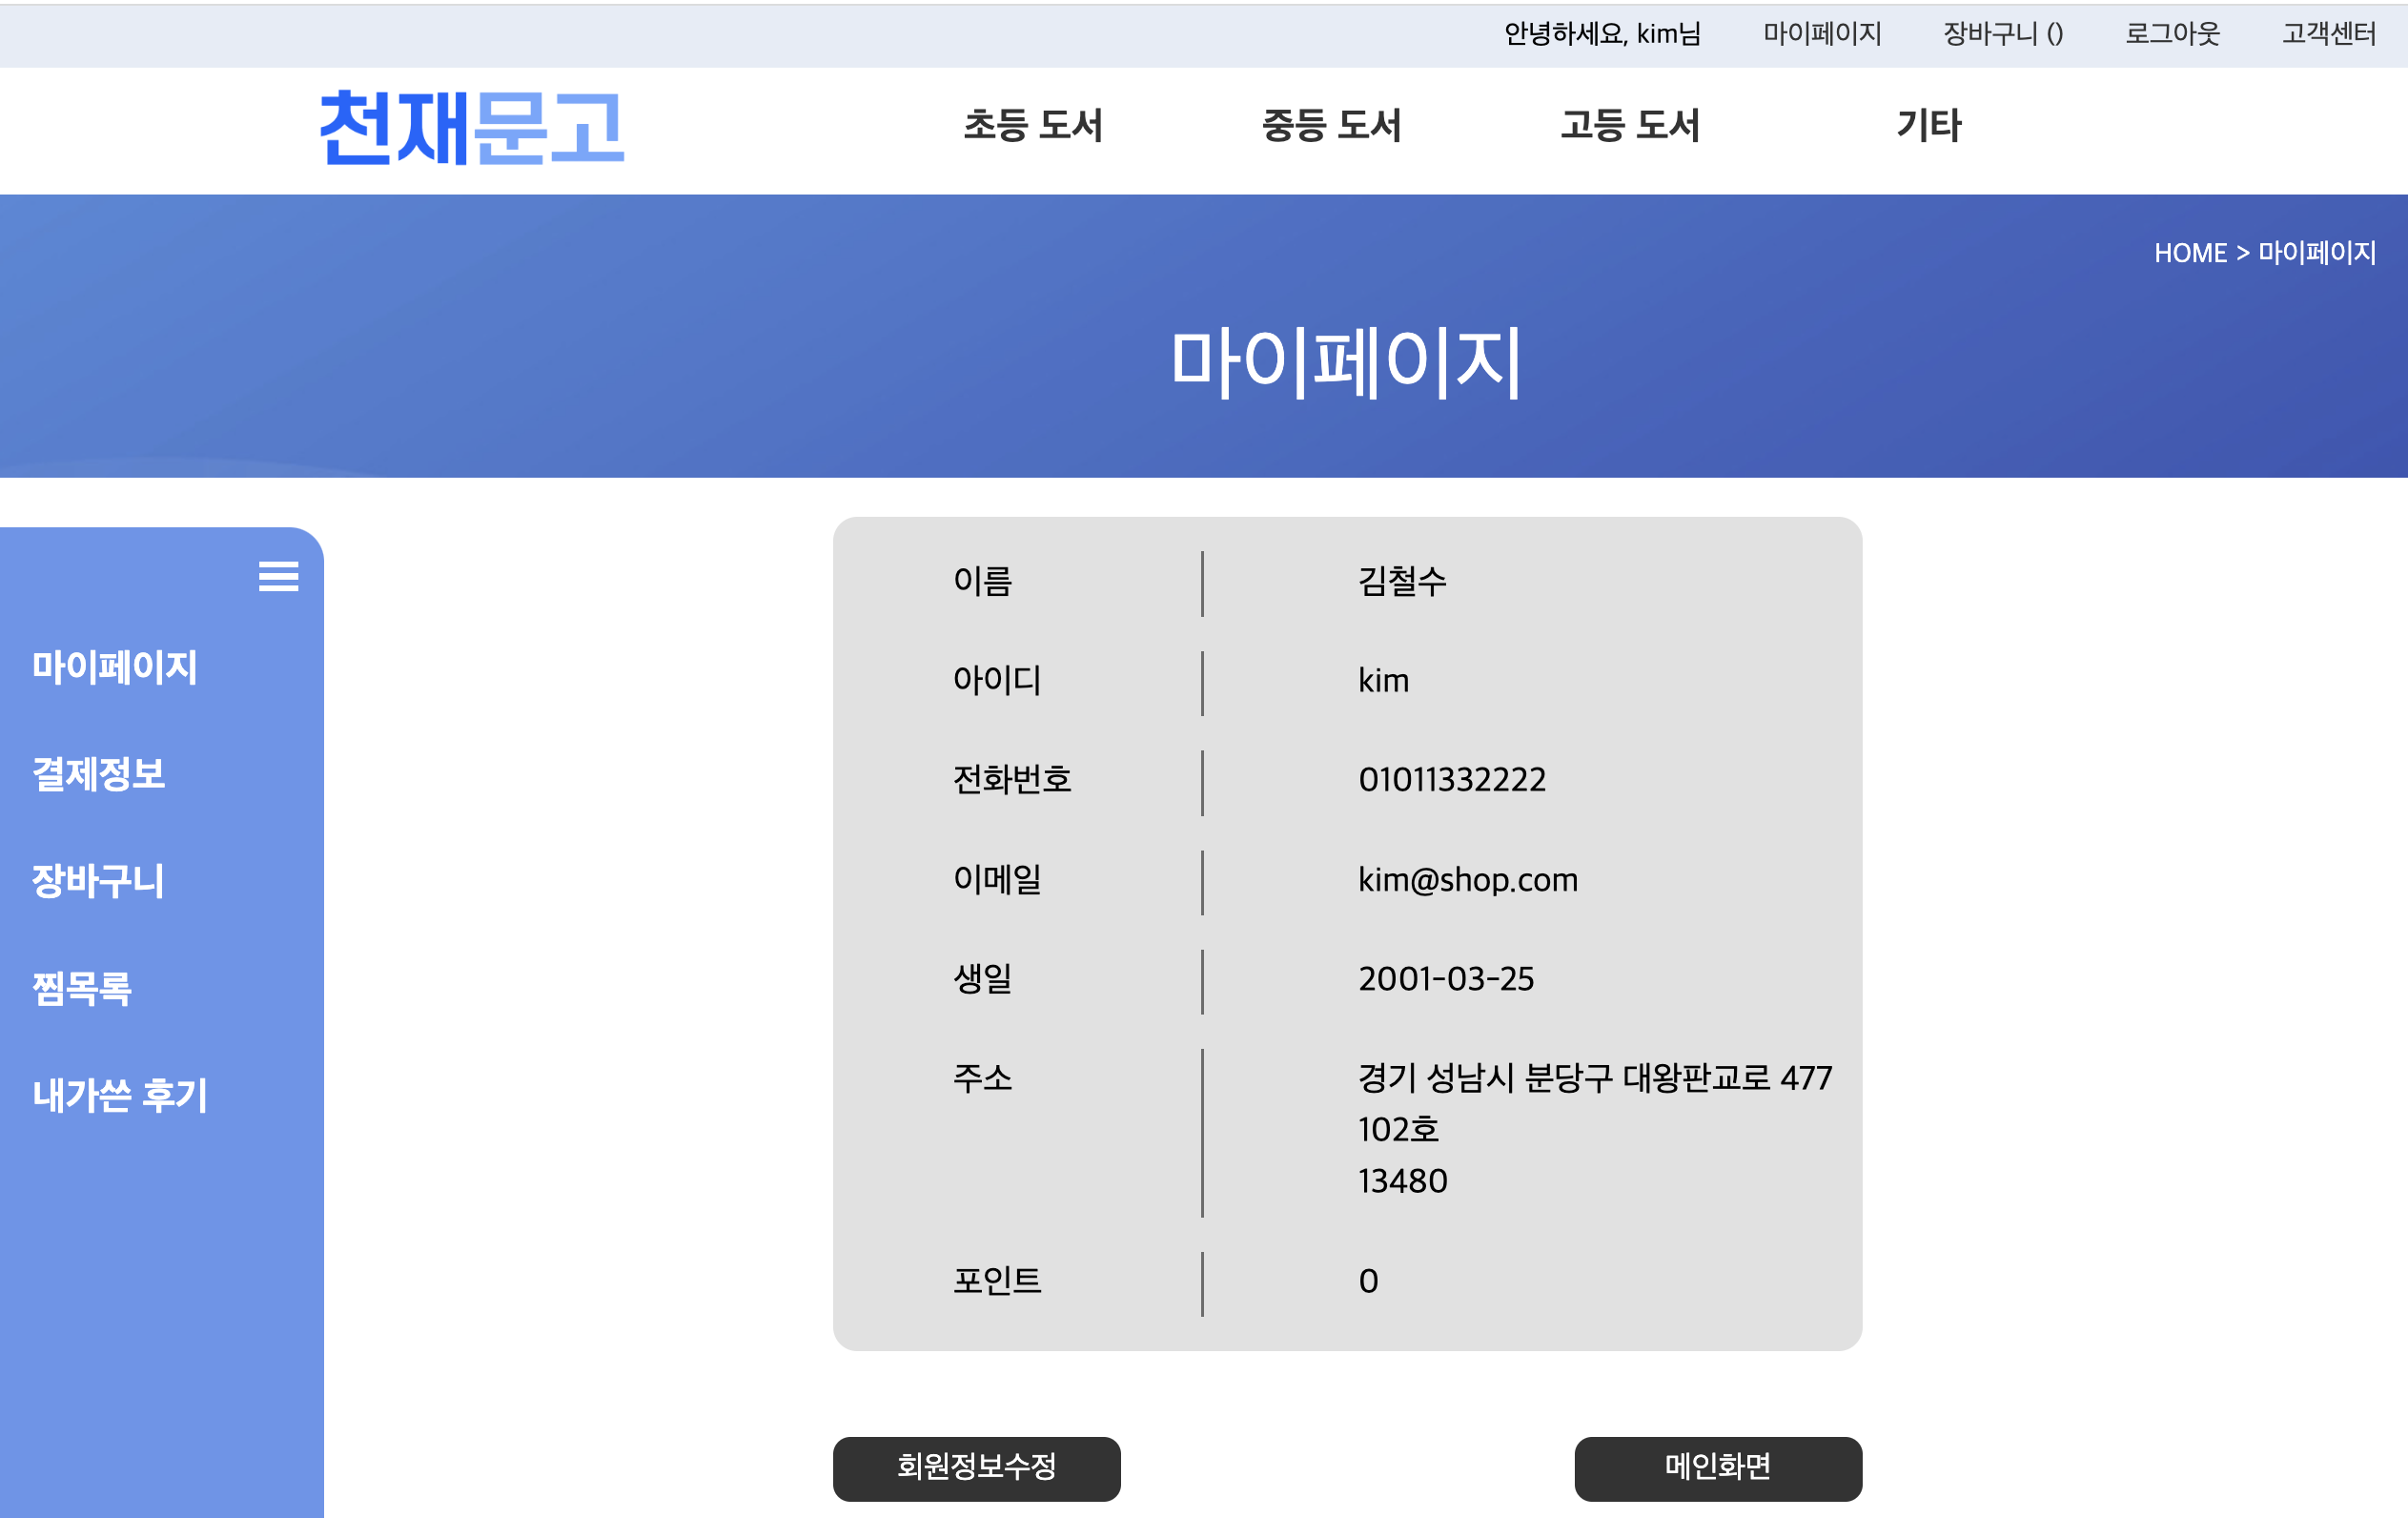 안녕하세요, kim님 마이페이지 장바구니 () 로그아웃 고객센터
천재문고 초등 도서 중등 도서 고등 도서 기타
HOME > 마이페이지
마이페이지
마이페이지
결제정보
장바구니
찜목록
내가쓴 후기
이름 김철수
아이디 kim
전화번호 01011332222
이메일 kim@shop.com
생일 2001-03-25
주소 경기 성남시 분당구 대왕판교로 477
102호
13480
포인트 0
회원정보수정 메인화면